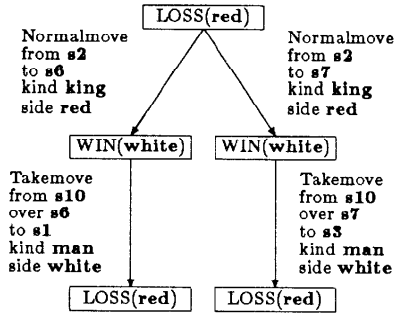 LOSS(red)
Normalmove
from s2
to s6
kind king
side red
Normalmove
from s2
to s7
kind king
side red
WIN(white)
WIN(white)
Takemove
from s10
over s6
to s1
kind man
side white
Takemove
from s10
over s7
to s3
kind man
side white
LOSS(red)
LOSS(red)